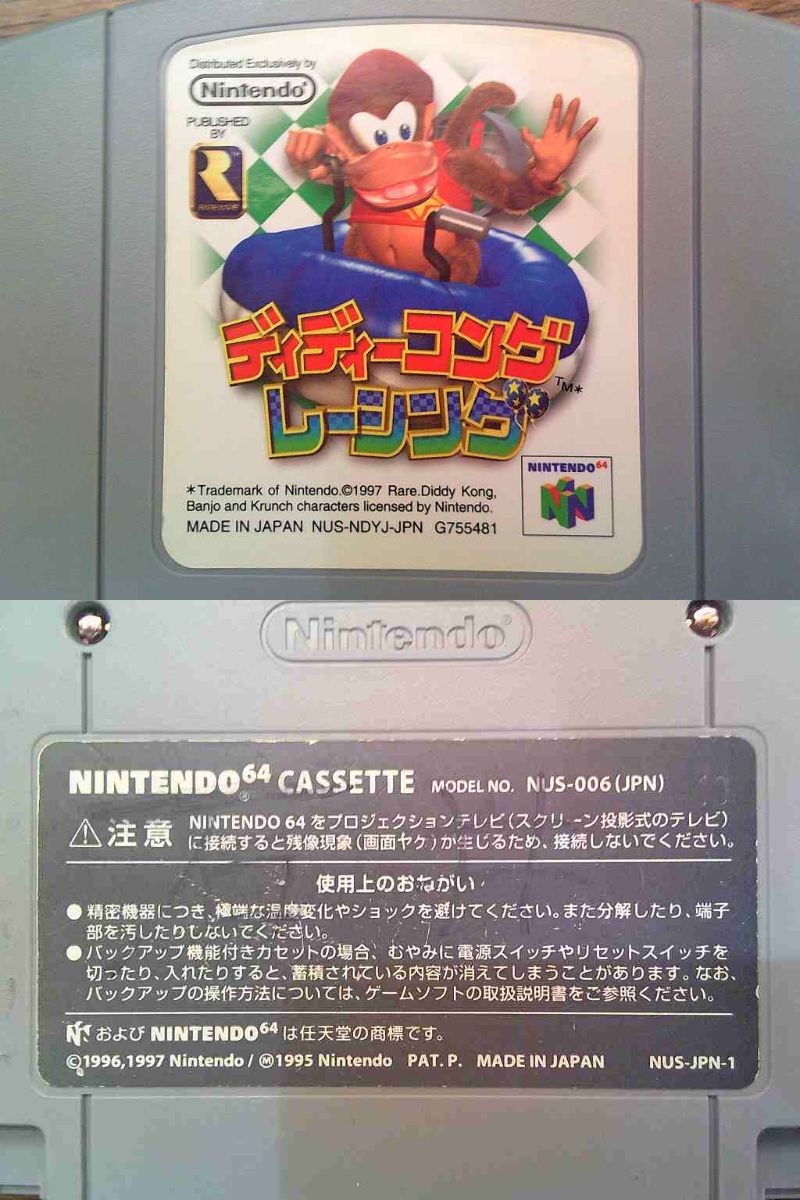 Distributed Exclusively by
Nintendo®
PUBLISHED
BY
R
RAREWARE
ディディーコング
レーシング
TM*
NINTENDO64
*Trademark of Nintendo.©1997 Rare.Diddy Kong,
Banjo and Krunch characters licensed by Nintendo.
MADE IN JAPAN NUS-NDYJ-JPN G755481
Nintendo®
NINTENDO64® CASSETTE MODEL NO. NUS-006(JPN)
⚠注意 NINTENDO 64をプロジェクションテレビ(スクリーン投影式のテレビ)
に接続すると残像現象(画面ヤケ)が生じるため、接続しないでください。
使用上のおねがい
●精密機器につき、極端な温度変化やショックを避けてください。また分解したり、端子
部を汚したりしないでください。
●バックアップ機能付きカセットの場合、むやみに電源スイッチやリセットスイッチを
切ったり、入れたりすると、蓄積されている内容が消えてしまうことがあります。なお、
バックアップの操作方法については、ゲームソフトの取扱説明書をご参照ください。
N およびNINTENDO64は任天堂の商標です。
©1996,1997 Nintendo/Ⓜ1995 Nintendo PAT.P. MADE IN JAPAN NUS-JPN-1